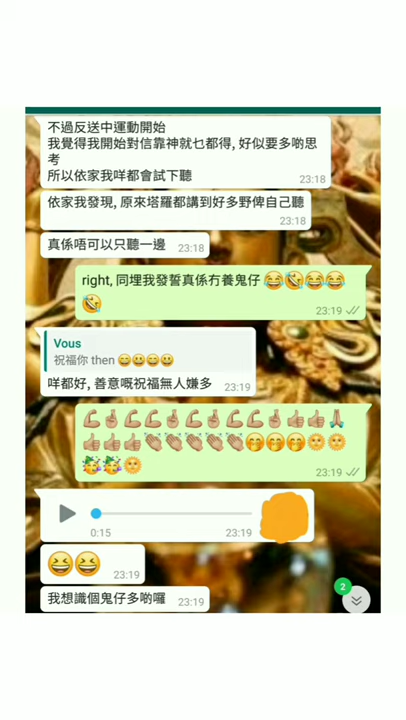 不過反送中運動開始
我覺得我開始對信靠神就乜都得, 好似要多啲思
考
所以依家我咩都會試下聽
23:18
依家我發現, 原來塔羅都講到好多野俾自己聽
23:18
真係唔可以只聽一邊
23:18
right, 同埋我發誓真係冇養鬼仔 😂🤣😂😂
🤣
23:19
Vous
祝福你 then 😄😃😄😃
咩都好, 善意嘅祝福無人嫌多
23:19
23:19
0:15
23:19
😆😆
23:19
我想識個鬼仔多啲囉
23:19
2